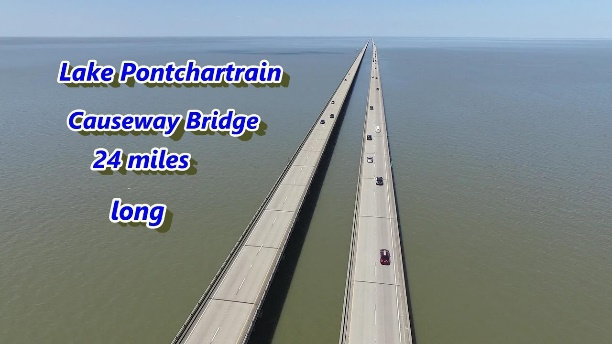 Lake Pontchartrain
Causeway Bridge
24 miles
long